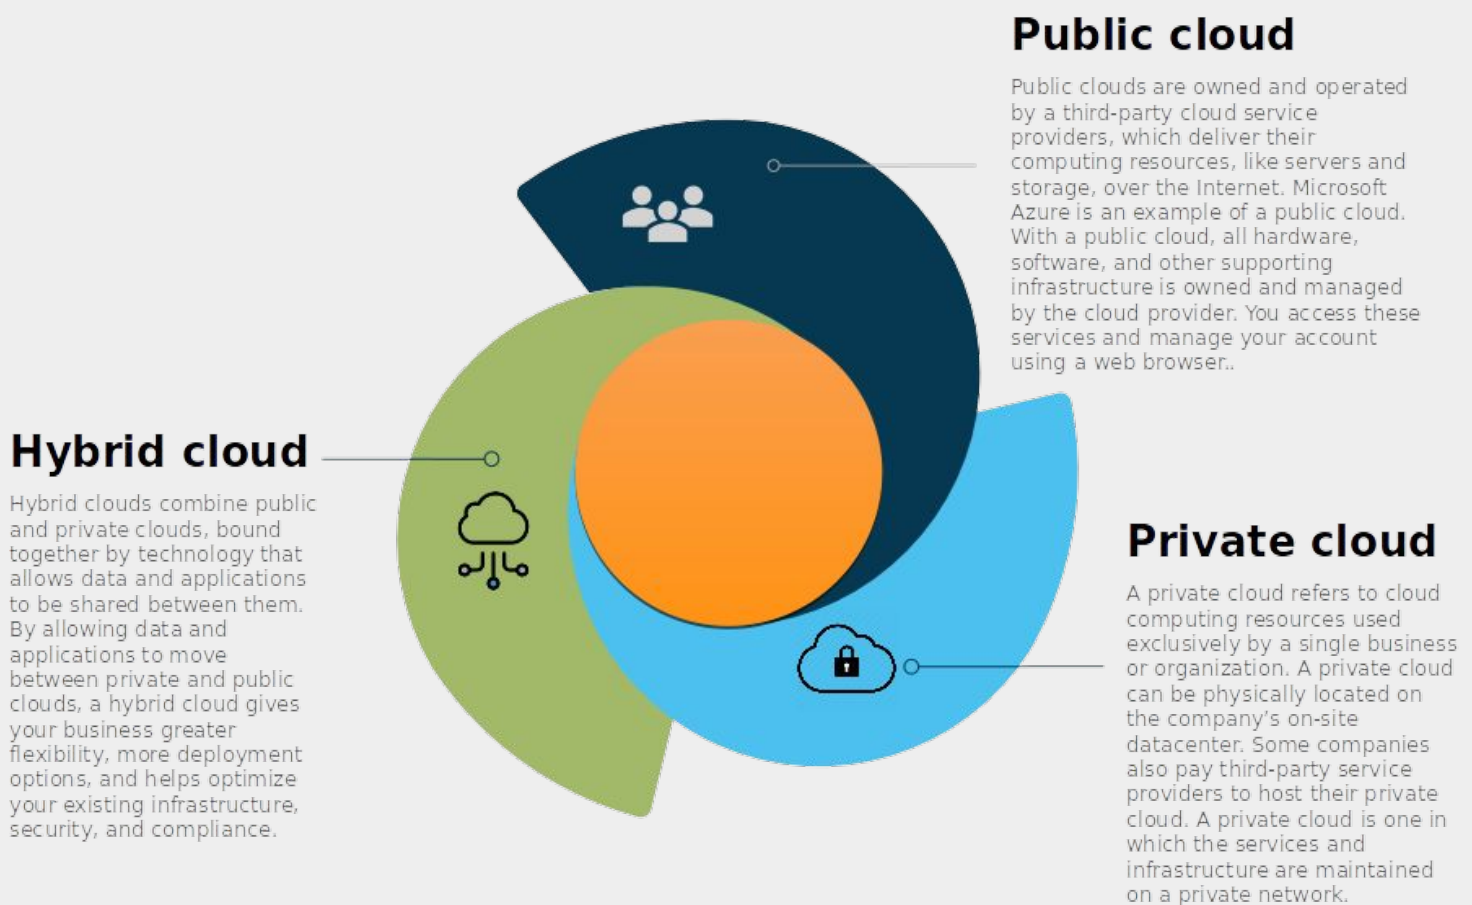 Public cloud
Public clouds are owned and operated
by a third-party cloud service
providers, which deliver their
computing resources, like servers and
storage, over the Internet. Microsoft
Azure is an example of a public cloud.
With a public cloud, all hardware,
software, and other supporting
infrastructure is owned and managed
by the cloud provider. You access these
services and manage your account
using a web browser..
Hybrid cloud
Hybrid clouds combine public
and private clouds, bound
together by technology that
allows data and applications
to be shared between them.
By allowing data and
applications to move
between private and public
clouds, a hybrid cloud gives
your business greater
flexibility, more deployment
options, and helps optimize
your existing infrastructure,
security, and compliance.
Private cloud
A private cloud refers to cloud
computing resources used
exclusively by a single business
or organization. A private cloud
can be physically located on
the company’s on-site
datacenter. Some companies
also pay third-party service
providers to host their private
cloud. A private cloud is one in
which the services and
infrastructure are maintained
on a private network.